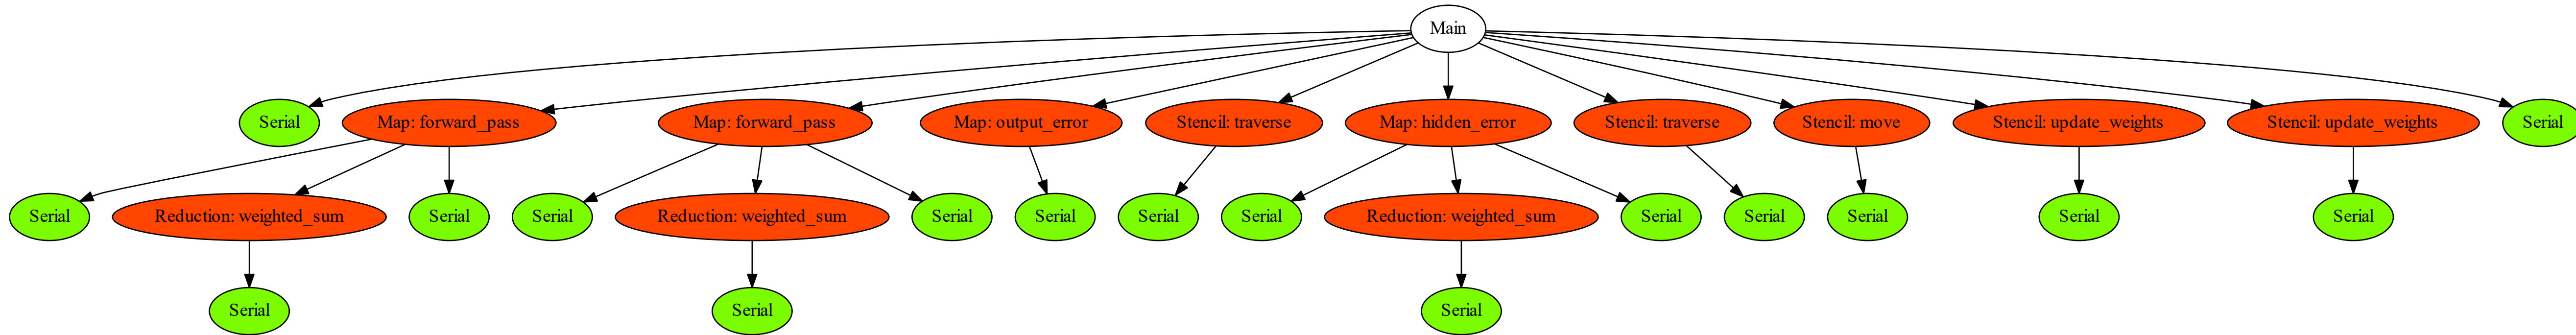 Main
Serial
Map: forward_pass
Map: forward_pass
Map: output_error
Stencil: traverse
Map: hidden_error
Stencil: traverse
Stencil: move
Stencil: update_weights
Stencil: update_weights
Serial
Serial
Reduction: weighted_sum
Serial
Serial
Reduction: weighted_sum
Serial
Serial
Serial
Serial
Reduction: weighted_sum
Serial
Serial
Serial
Serial
Serial
Serial
Serial
Serial